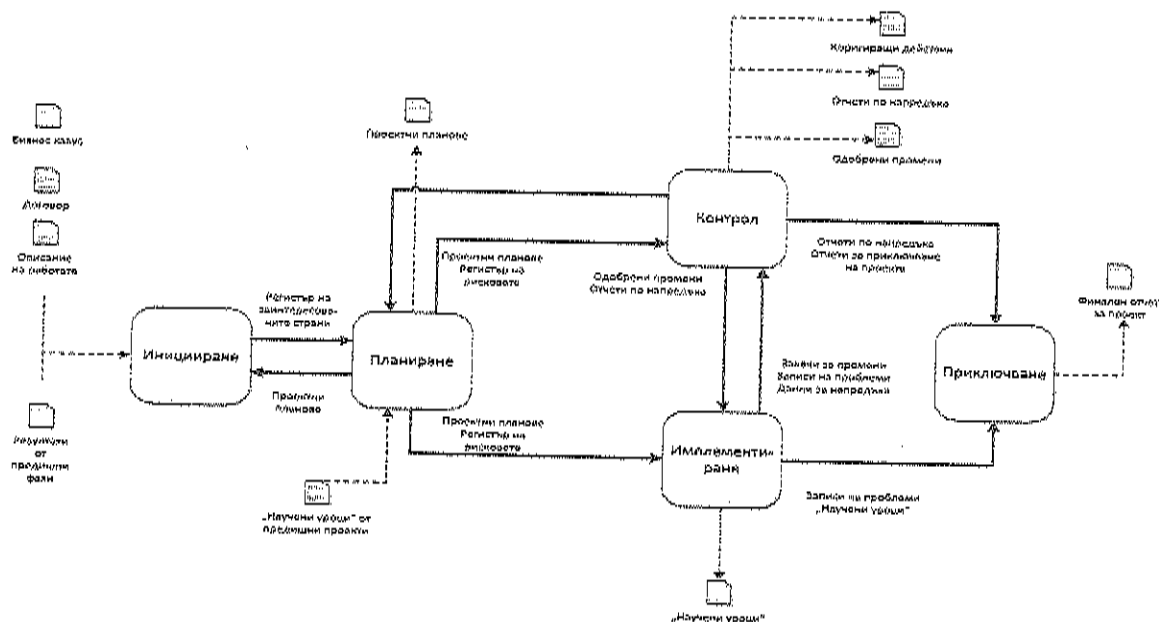 Коригиращи действия
Отчети по напредъка
Одобрени промени
Проектни планове
Бизнес казус
Договор
Описание
на работата
Резултати
от
предишни
фази
Регистър на
заинтересова-
ните страни
Инициране
Проектни
планове
Планиране
Проектни планове
Регистър на
рисковете
Проектни планове
Регистър на
рисковете
„Научени уроци" от
предишни проекти
Контрол
Одобрени промени
Отчети по напредъка
Отчети по напредъка
Отчети за приключване
на проекта
Заявки за промени
Записи на проблеми
Данни за напредъка
Имплементи-
ране
Записи на проблеми
„Научени уроци"
„Научени уроци"
Приключване
Финален отчет
за проект